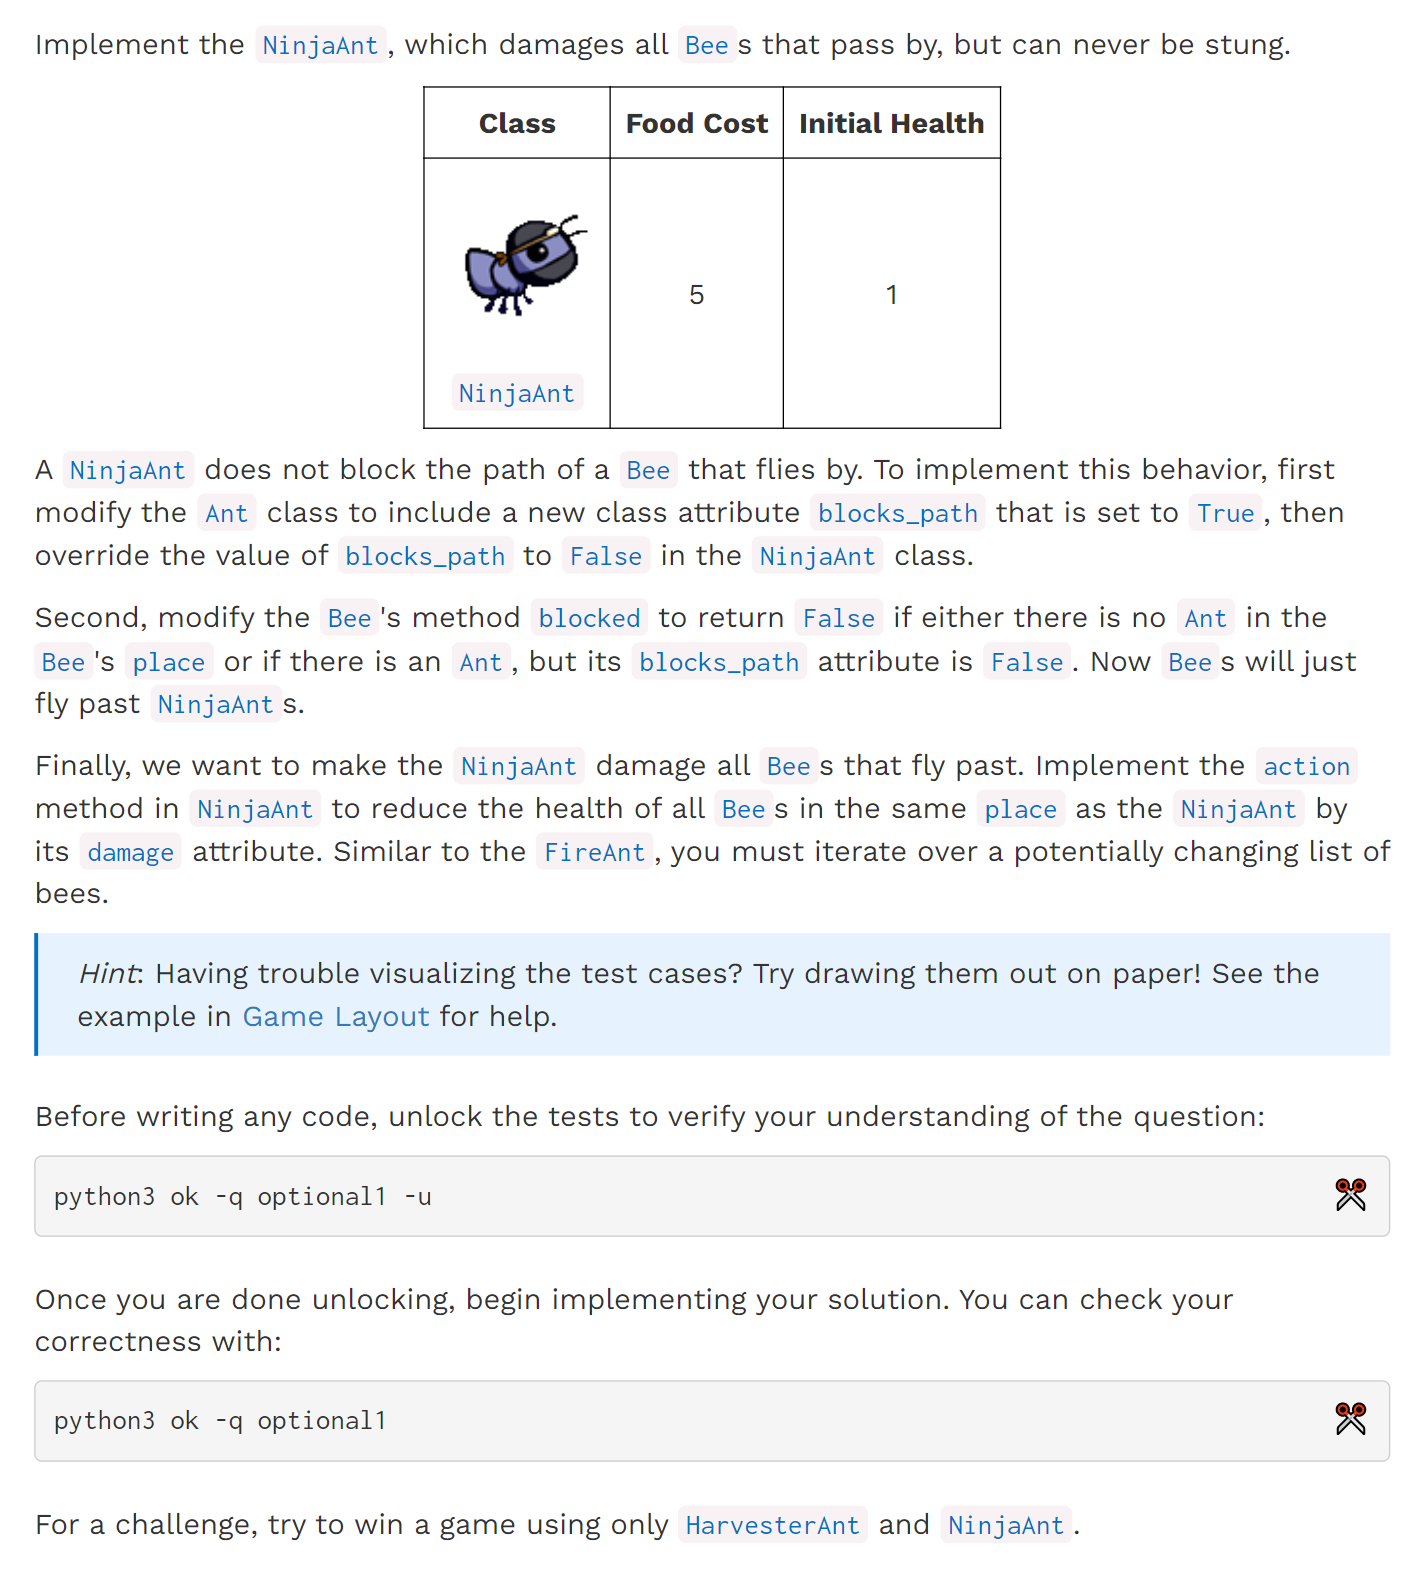 Implement the NinjaAnt, which damages all Bees that pass by, but can never be stung.
Class Food Cost Initial Health
5 1
NinjaAnt
A NinjaAnt does not block the path of a Bee that flies by. To implement this behavior, first
modify the Ant class to include a new class attribute blocks_path that is set to True, then
override the value of blocks_path to False in the NinjaAnt class.
Second, modify the Bee's method blocked to return False if either there is no Ant in the
Bee's place or if there is an Ant, but its blocks_path attribute is False. Now Bees will just
fly past NinjaAnts.
Finally, we want to make the NinjaAnt damage all Bees that fly past. Implement the action
method in NinjaAnt to reduce the health of all Bees in the same place as the NinjaAnt by
its damage attribute. Similar to the FireAnt, you must iterate over a potentially changing list of
bees.
Hint: Having trouble visualizing the test cases? Try drawing them out on paper! See the
example in Game Layout for help.
Before writing any code, unlock the tests to verify your understanding of the question:
python3 ok -q optional1 -u
Once you are done unlocking, begin implementing your solution. You can check your
correctness with:
python3 ok -q optional1
For a challenge, try to win a game using only HarvesterAnt and NinjaAnt.